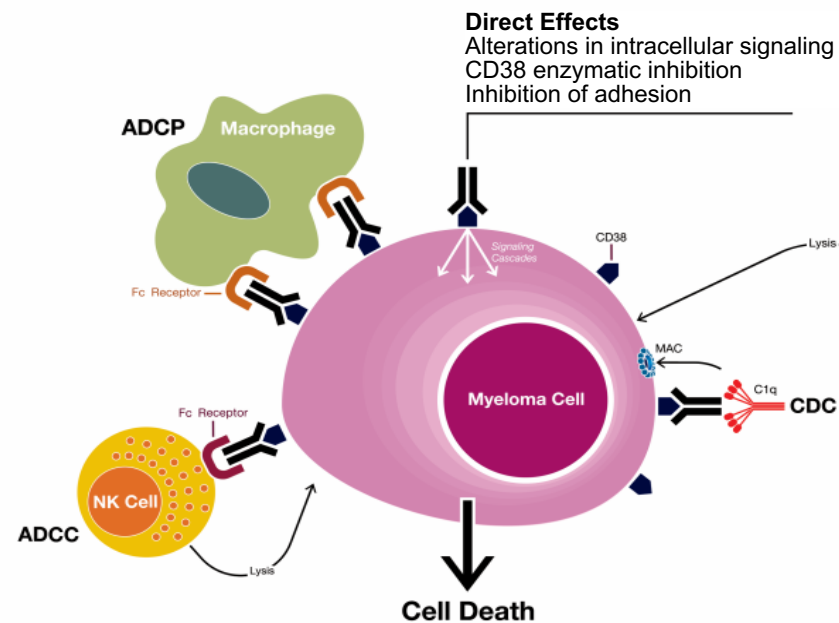 Direct Effects
Alterations in intracellular signaling
CD38 enzymatic inhibition
Inhibition of adhesion
ADCP
Macrophage
Signaling
Cascades
CD38
Lysis
Fc Receptor
MAC
C1q
CDC
Myeloma Cell
Fc Receptor
NK Cell
ADCC
Lysis
Cell Death